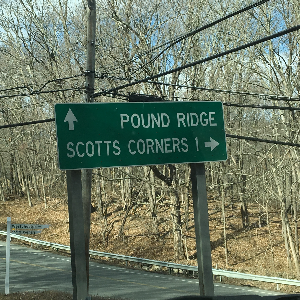 ↑ POUND RIDGE
SCOTTS CORNERS 1 →